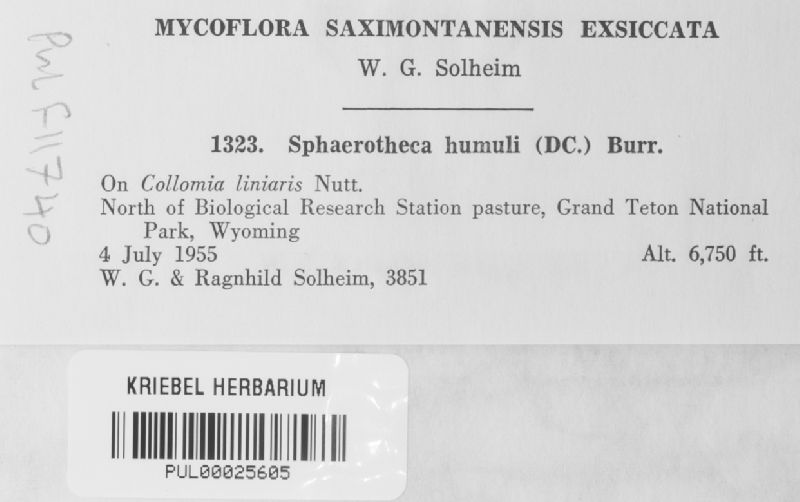 MYCOFLORA SAXIMONTANENSIS EXSICCATA
W. G. Solheim
1323. Sphaerotheca humuli (DC.) Burr.
On Collomia liniaris Nutt.
North of Biological Research Station pasture, Grand Teton National
Park, Wyoming
4 July 1955 Alt. 6,750 ft.
W. G. & Ragnhild Solheim, 3851
PUL F11740
KRIEBEL HERBARIUM
PUL00025605